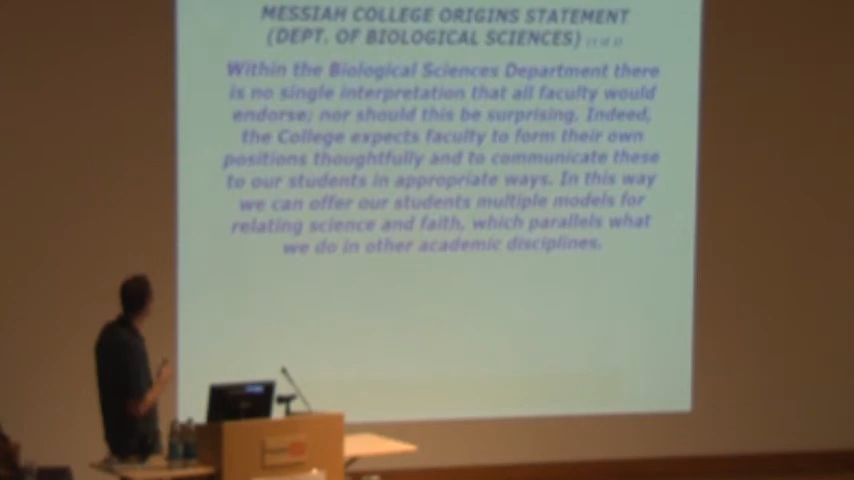 MESSIAH COLLEGE ORIGINS STATEMENT
(DEPT. OF BIOLOGICAL SCIENCES)
Within the Biological Sciences Department there
is no single interpretation that all faculty would
endorse; nor should this be surprising. Indeed,
the College expects faculty to form their own
positions thoughtfully and to communicate these
to our students in appropriate ways. In this way
we can offer our students multiple models for
relating science and faith, which parallels what
we do in other academic disciplines.